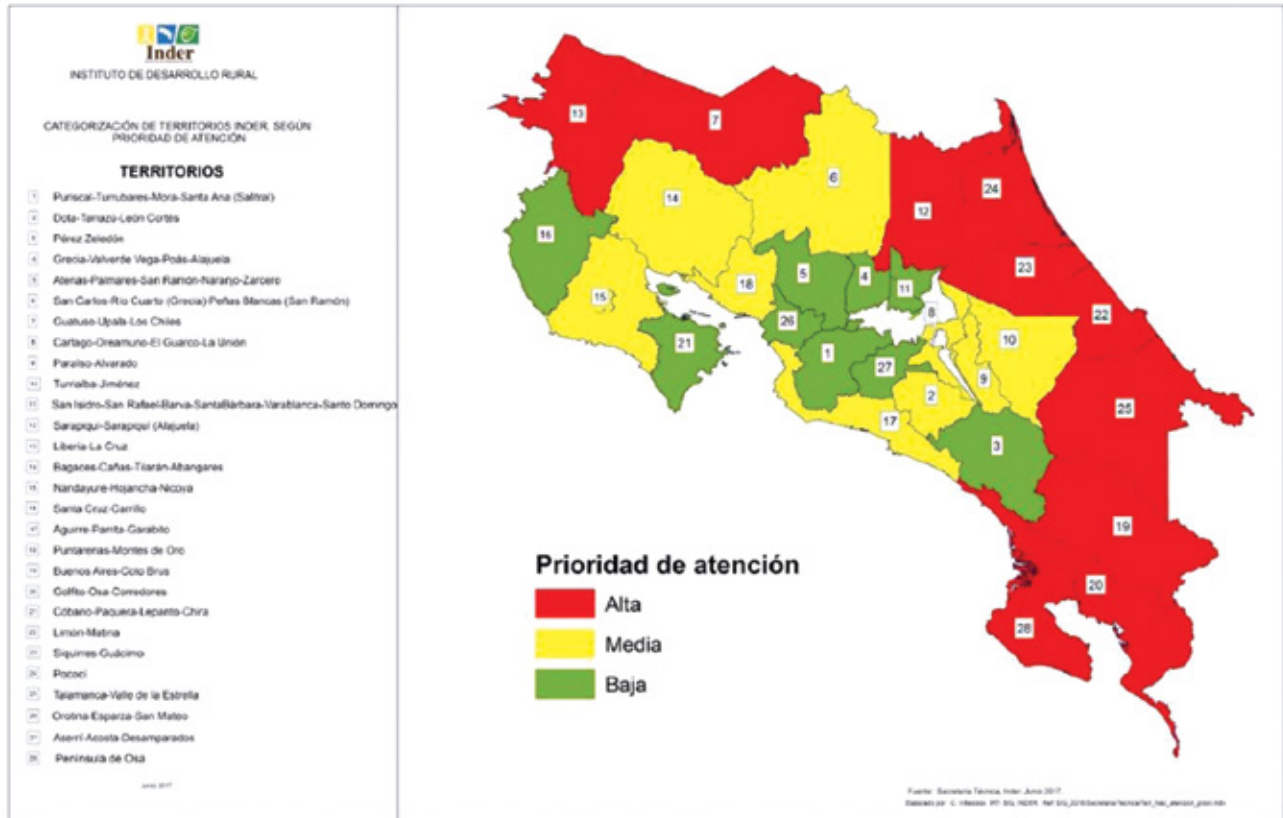 Inder
INSTITUTO DE DESARROLLO RURAL
CATEGORIZACIÓN DE TERRITORIOS INDER, SEGÚN
PRIORIDAD DE ATENCIÓN
TERRITORIOS
1 Puriscal-Turrubares-Mora-Santa Ana (Salitral)
2 Dota-Tarrazú-León Cortés
3 Pérez Zeledón
4 Grecia-Valverde Vega-Poás-Alajuela
5 Atenas-Palmares-San Ramón-Naranjo-Zarcero
6 San Carlos-Río Cuarto (Grecia)-Peñas Blancas (San Ramón)
7 Guatuso-Upala-Los Chiles
8 Cartago-Oreamuno-El Guarco-La Unión
9 Paraíso-Alvarado
10 Turrialba-Jiménez
11 San Isidro-San Rafael-Barva-SantaBárbara-Varablanca-Santo Domingo
12 Sarapiquí-Sarapiquí (Alajuela)
13 Liberia-La Cruz
14 Bagaces-Cañas-Tilarán-Abangares
15 Nandayure-Hojancha-Nicoya
16 Santa Cruz-Carrillo
17 Aguirre-Parrita-Garabito
18 Puntarenas-Montes de Oro
19 Buenos Aires-Coto Brus
20 Golfito-Osa-Corredores
21 Cóbano-Paquera-Lepanto-Chira
22 Limón-Matina
23 Siquirres-Guácimo
24 Pococí
25 Talamanca-Valle de la Estrella
26 Orotina-Esparza-San Mateo
27 Aserrí-Acosta-Desamparados
28 Península de Osa
junio 2017
13
7
6
14
24
12
16
23
5
4
18
11
15
22
8
26
21
10
1
27
9
2
25
17
3
19
20
28
Prioridad de atención
Alta
Media
Baja
Fuente: Secretaría Técnica, Inder. Junio 2017
Elaborado por: C.